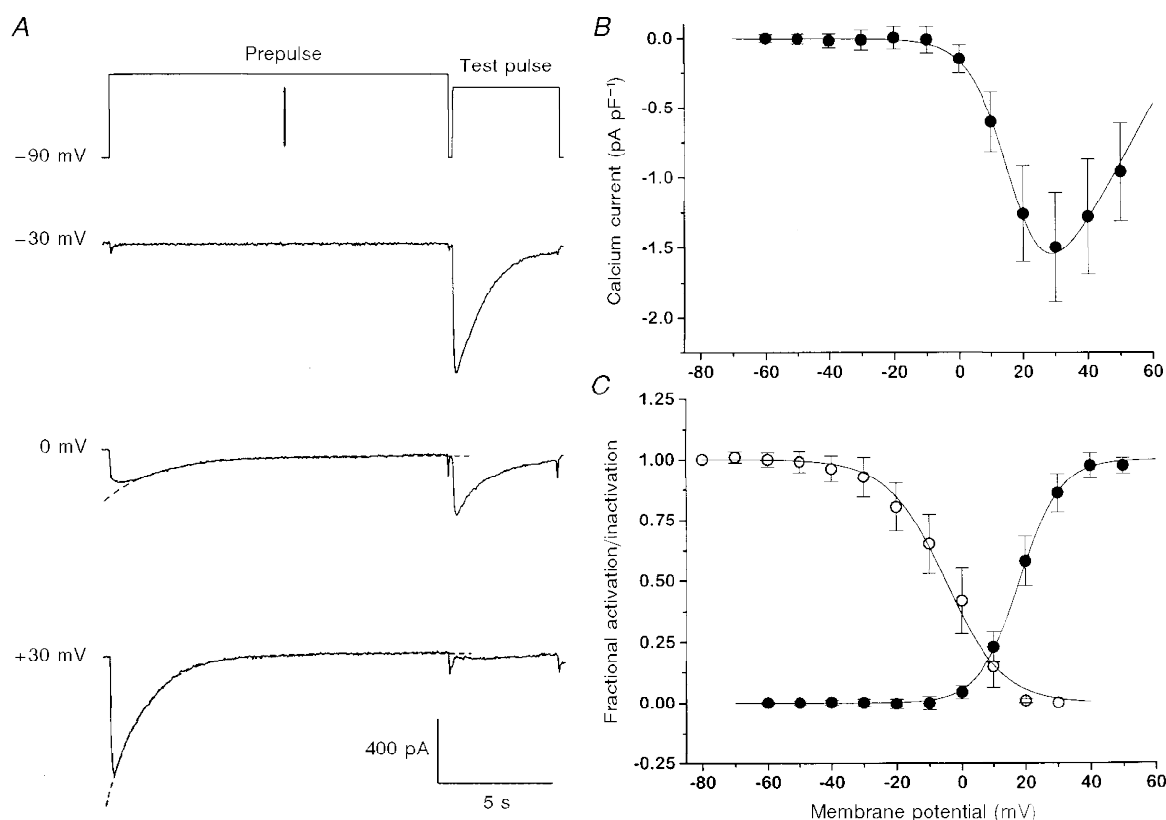 A
Prepulse
Test pulse
−90 mV
−30 mV
0 mV
+30 mV
400 pA
5 s
B
Calcium current (pA pF⁻¹)
0.0
-0.5
-1.0
-1.5
-2.0
-80 -60 -40 -20 0 20 40 60
C
Fractional activation/inactivation
1.25
1.00
0.75
0.50
0.25
0.00
-0.25
-80 -60 -40 -20 0 20 40 60
Membrane potential (mV)